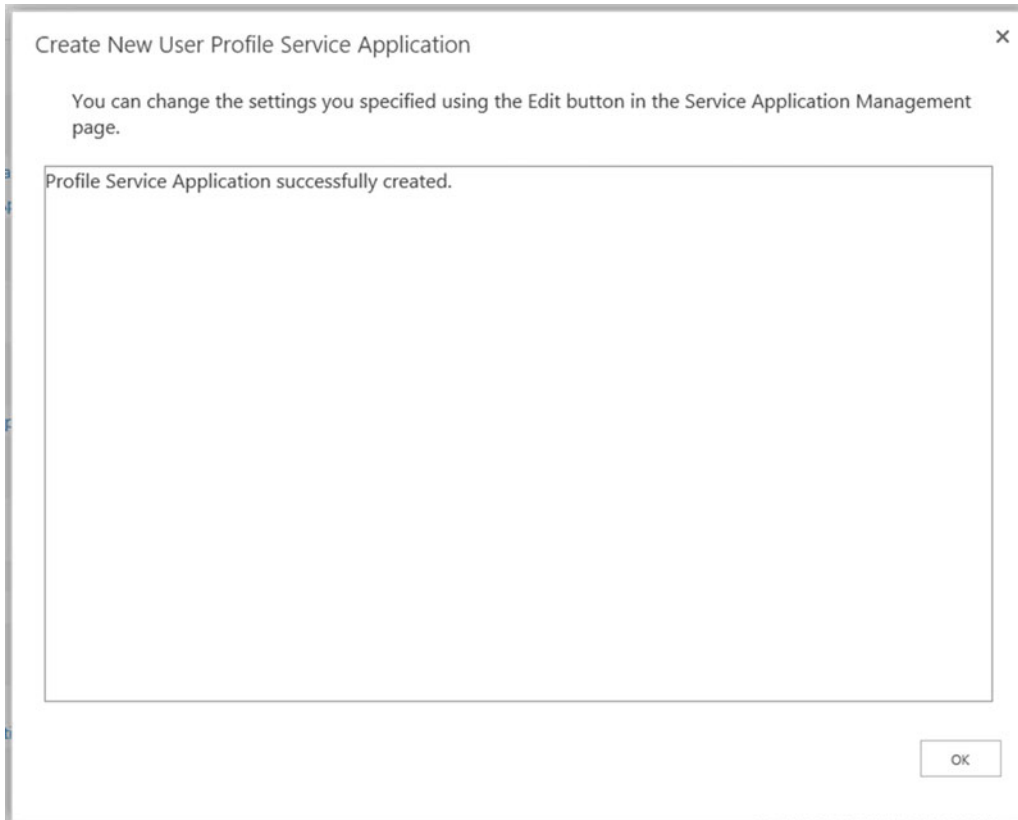 Create New User Profile Service Application
You can change the settings you specified using the Edit button in the Service Application Management
page.
Profile Service Application successfully created.
OK